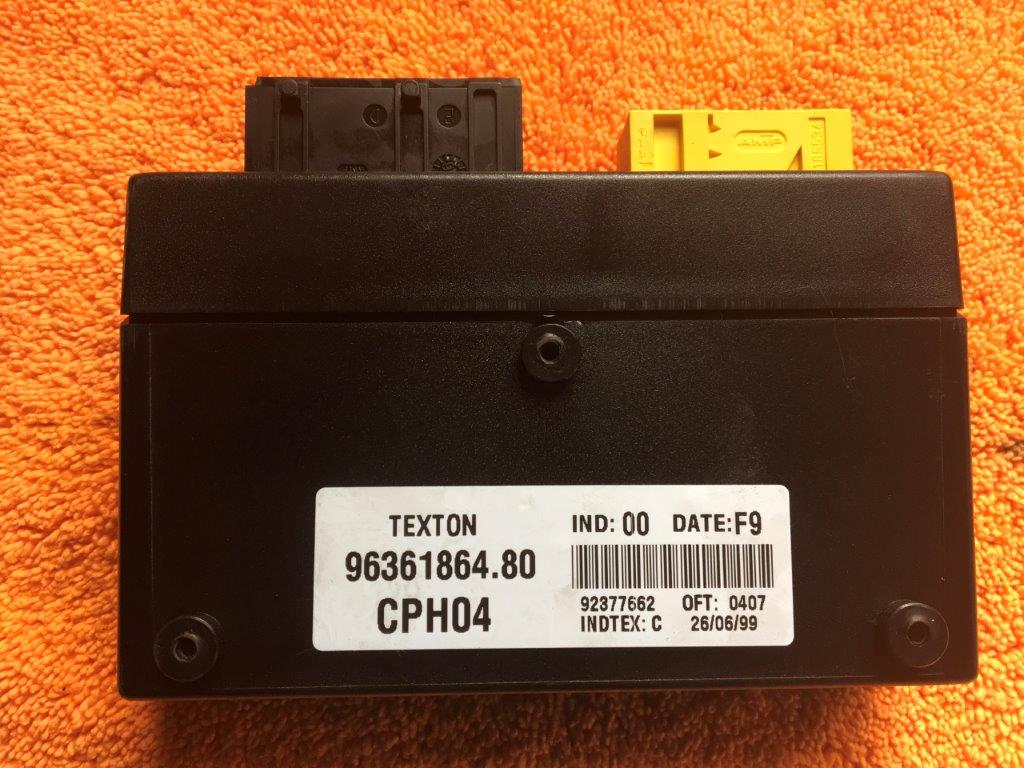 AMP
TEXTON
96361864.80
CPH04
IND: 00 DATE:F9
92377662 OFT: 0407
INDTEX: C 26/06/99